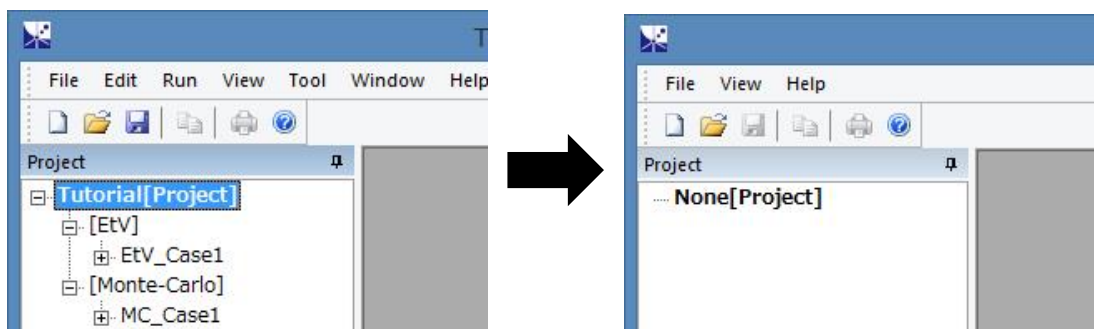 T
File Edit Run View Tool Window Help
Project
Tutorial[Project]
[EtV]
EtV_Case1
[Monte-Carlo]
MC_Case1
File View Help
Project
None[Project]